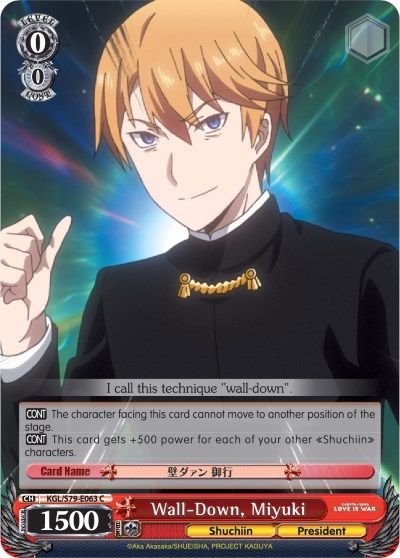 LEVEL
0
0
COST
I call this technique "wall-down".
CONT The character facing this card cannot move to another position of the
stage.
CONT This card gets +500 power for each of your other «Shuchiin»
characters.
Card Name 壁ダァン 御行
CH KGL/S79-E063 C
1500
Wall-Down, Miyuki
KAGUYA-SAMA
LOVE IS WAR
Shuchiin President
©Aka Akasaka/SHUEISHA, PROJECT KAGUYA